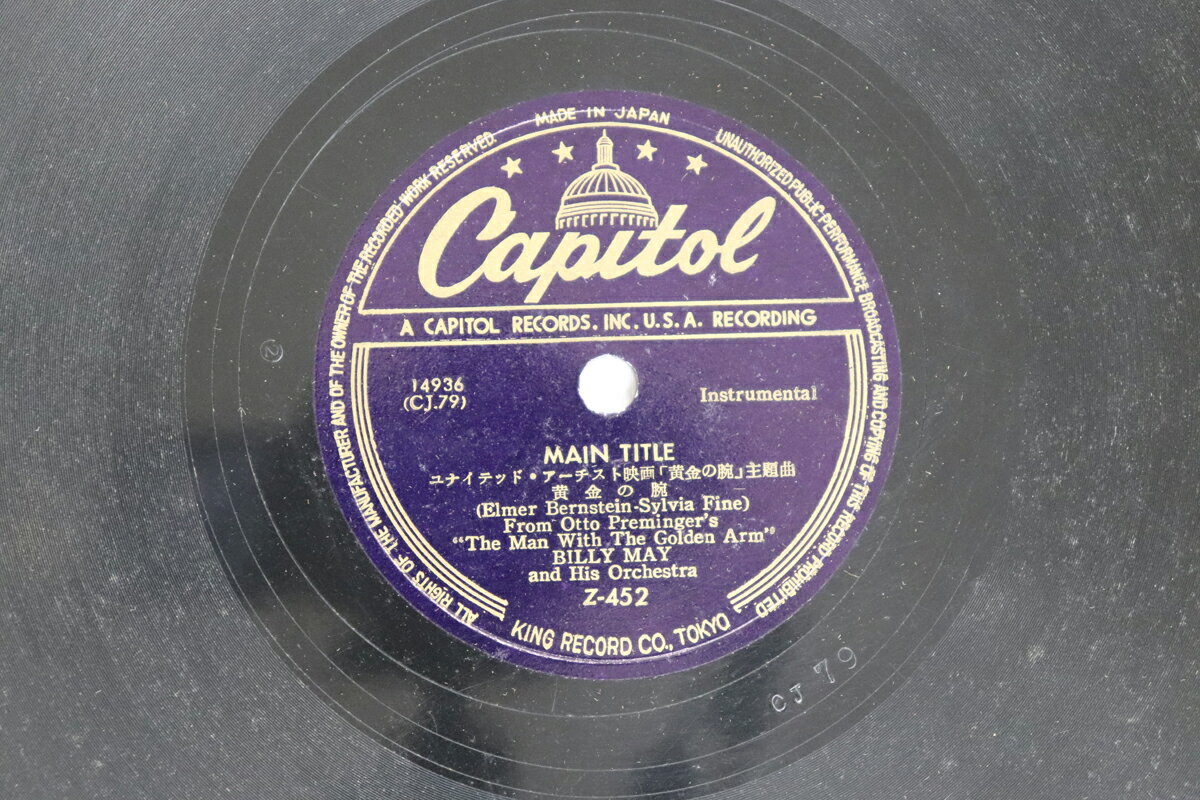 MADE IN JAPAN
UNAUTHORIZED PUBLIC PERFORMANCE BROADCASTING AND COPYING OF THIS RECORD PROHIBITED
ALL RIGHTS OF THE MANUFACTURER AND OF THE OWNER OF THE RECORDED WORK RESERVED.
Capitol
A CAPITOL RECORDS. INC. U.S.A. RECORDING
14936
(CJ.79)
Instrumental
MAIN TITLE
ユナイテッド・アーチスト映画「黄金の腕」主題曲
黄金の腕
(Elmer Bernstein-Sylvia Fine)
From Otto Preminger's
"The Man With The Golden Arm"
BILLY MAY
and His Orchestra
Z-452
KING RECORD CO., TOKYO
CJ 79
2